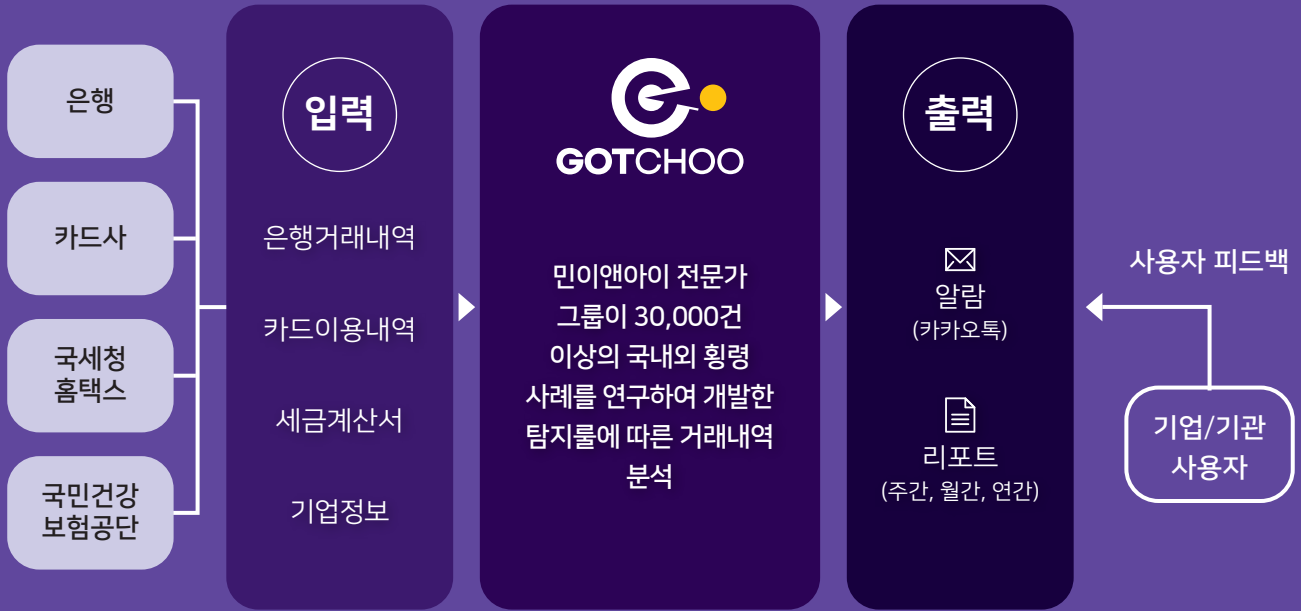 은행
카드사
국세청
홈택스
국민건강
보험공단
입력
은행거래내역
카드이용내역
세금계산서
기업정보
GOTCHOO
민이앤아이 전문가
그룹이 30,000건
이상의 국내외 횡령
사례를 연구하여 개발한
탐지룰에 따른 거래내역
분석
출력
알람
(카카오톡)
리포트
(주간, 월간, 연간)
사용자 피드백
기업/기관
사용자